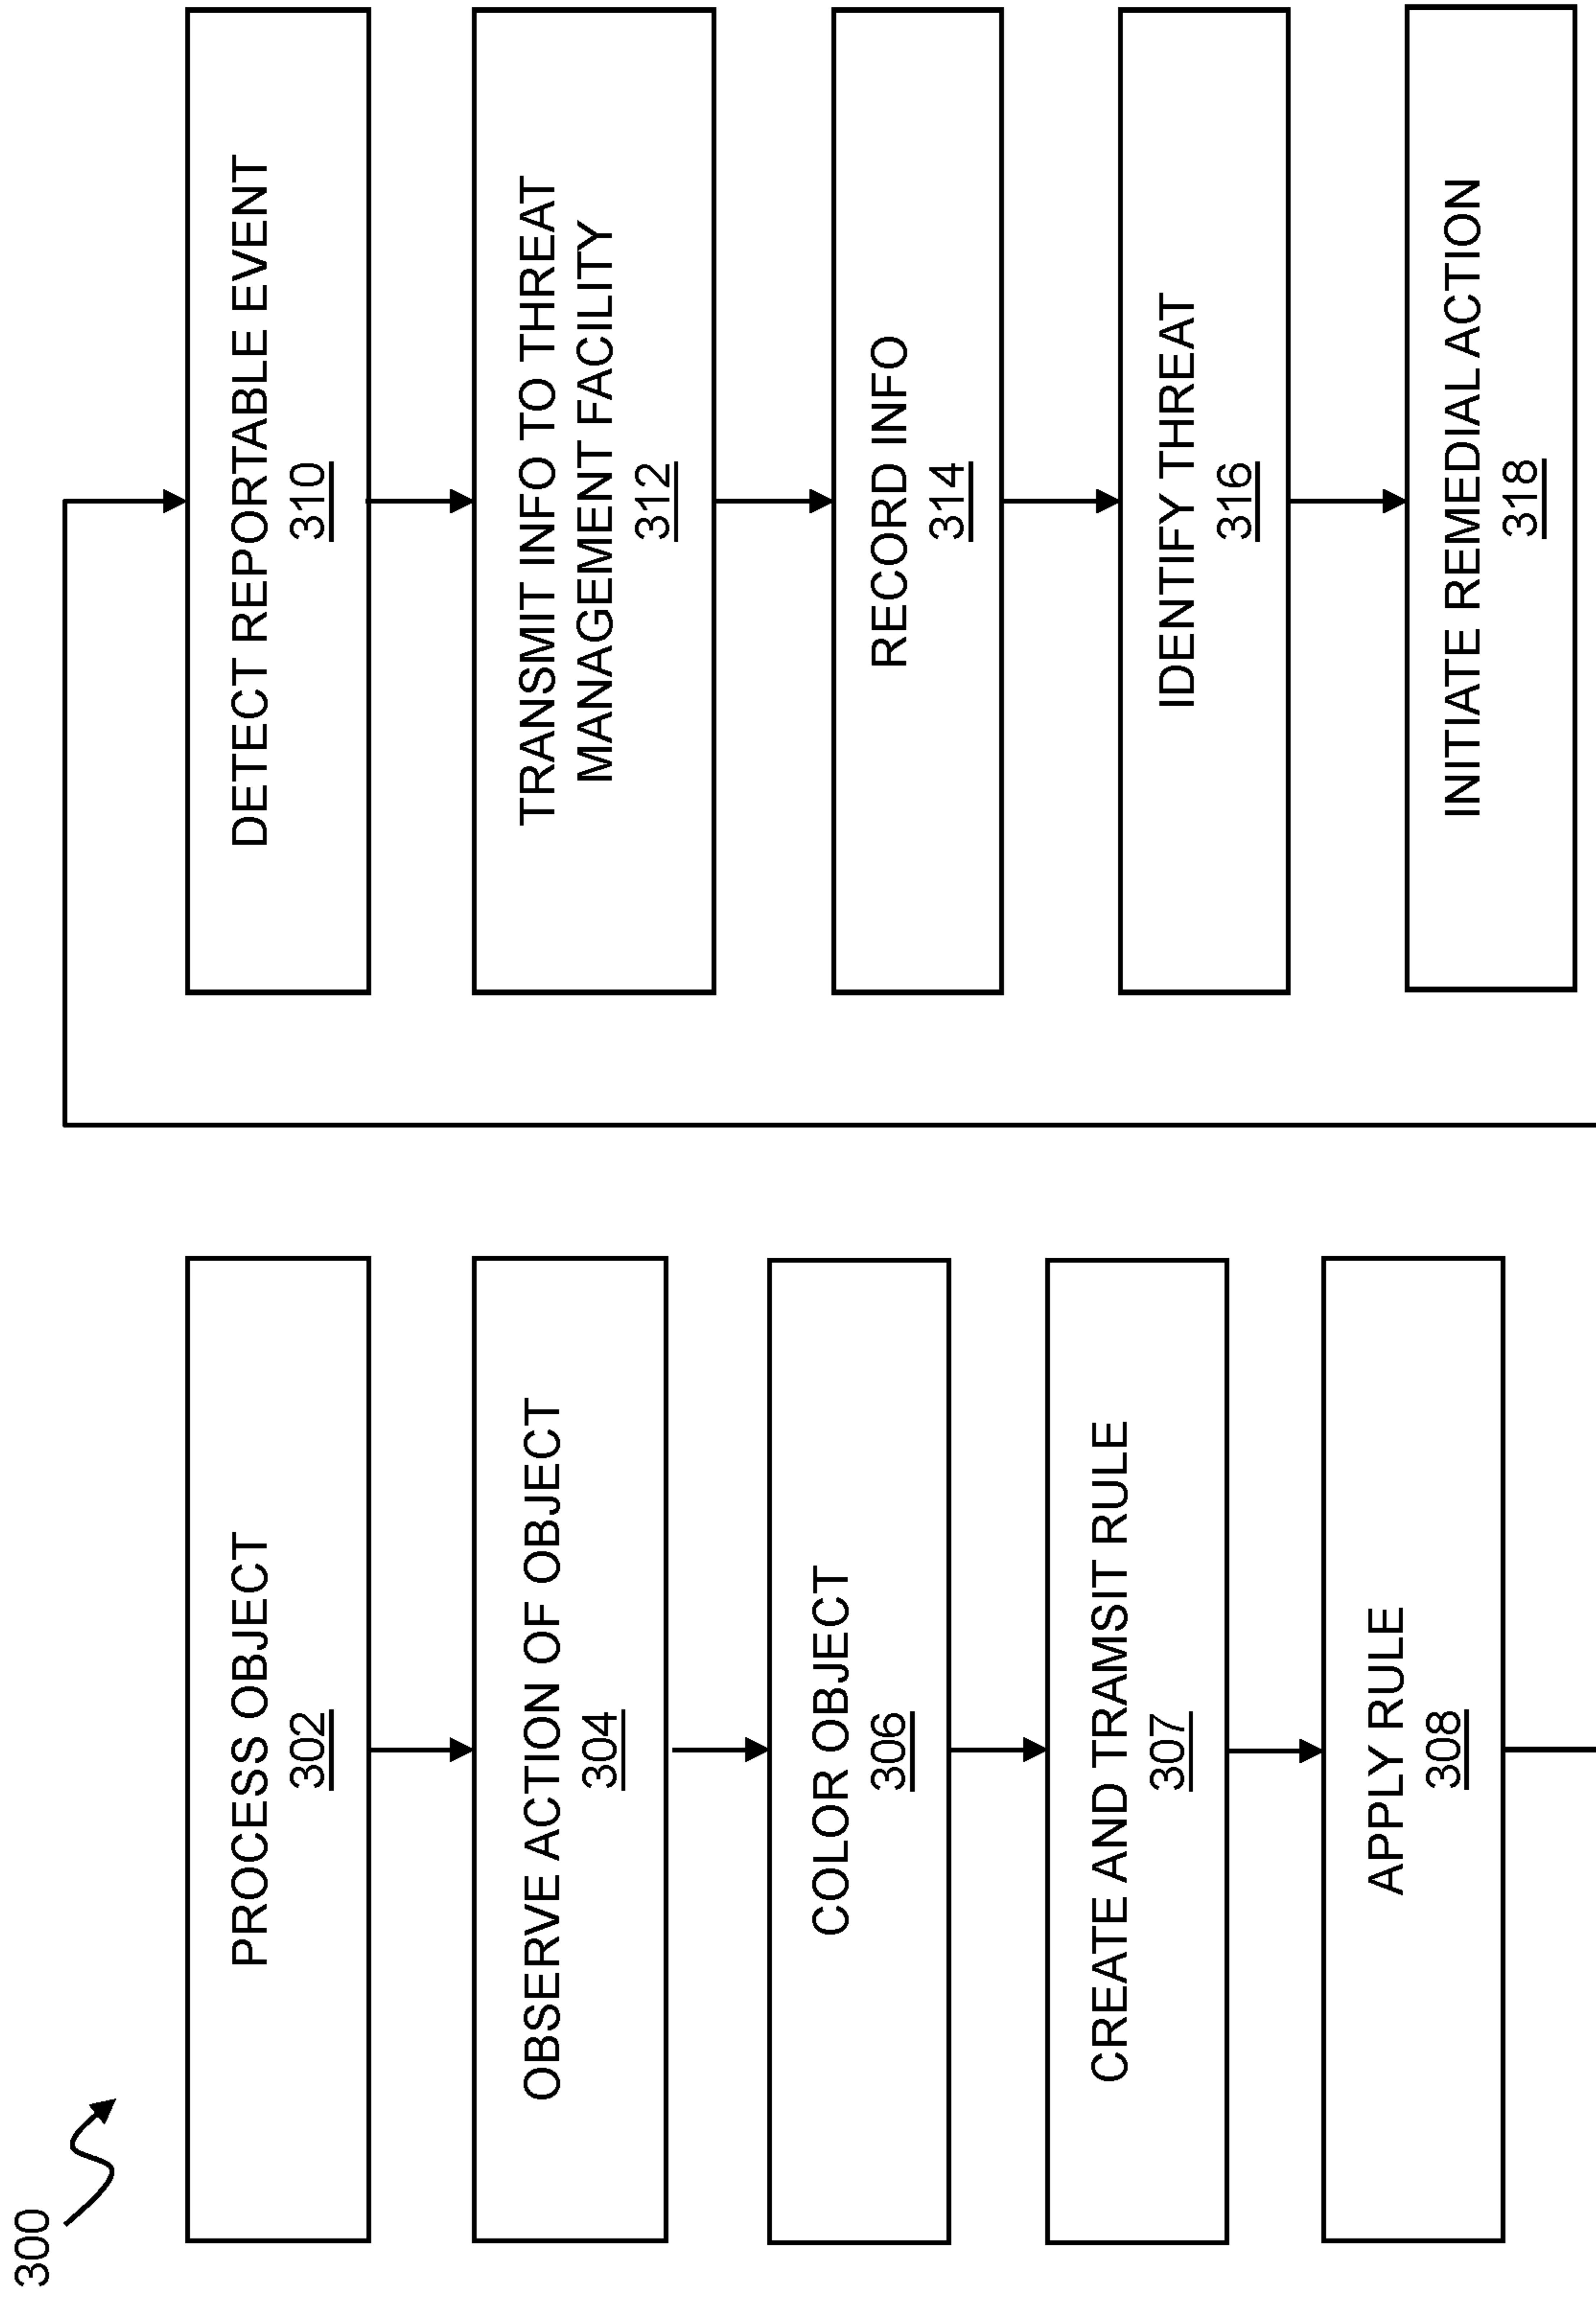 300
PROCESS OBJECT
302
OBSERVE ACTION OF OBJECT
304
COLOR OBJECT
306
CREATE AND TRAMSIT RULE
307
APPLY RULE
308
DETECT REPORTABLE EVENT
310
TRANSMIT INFO TO THREAT
MANAGEMENT FACILITY
312
RECORD INFO
314
IDENTIFY THREAT
316
INITIATE REMEDIAL ACTION
318